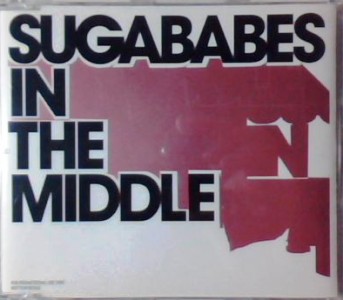 SUGABABES
IN
THE
MIDDLE